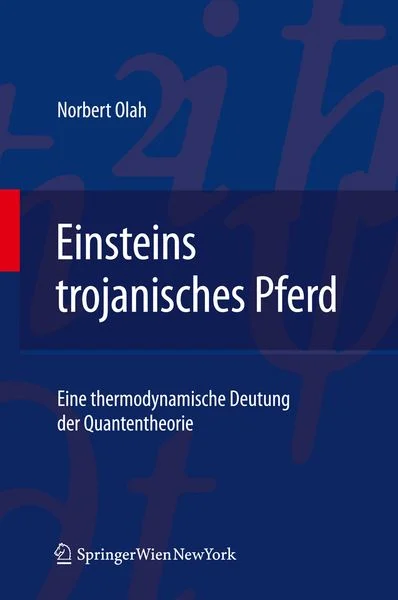 Norbert Olah
Einsteins
trojanisches Pferd
Eine thermodynamische Deutung
der Quantentheorie
SpringerWienNewYork